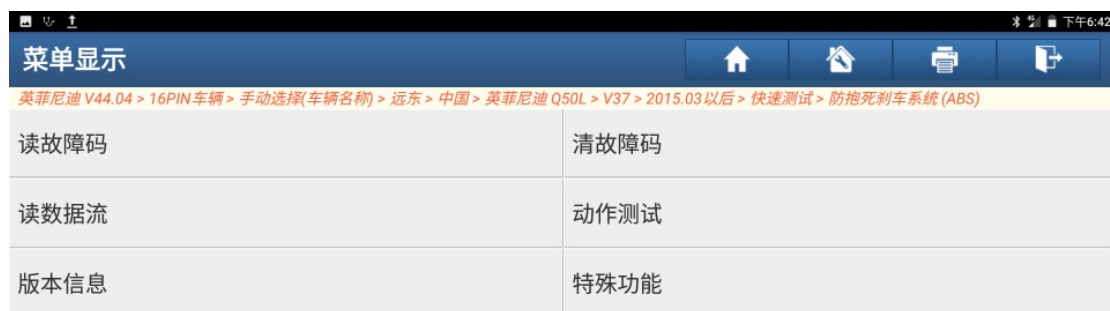 下午6:42
菜单显示
英菲尼迪 V44.04 > 16PIN车辆 > 手动选择(车辆名称) > 远东 > 中国 > 英菲尼迪 Q50L > V37 > 2015.03以后 > 快速测试 > 防抱死刹车系统 (ABS)
读故障码 清故障码
读数据流 动作测试
版本信息 特殊功能